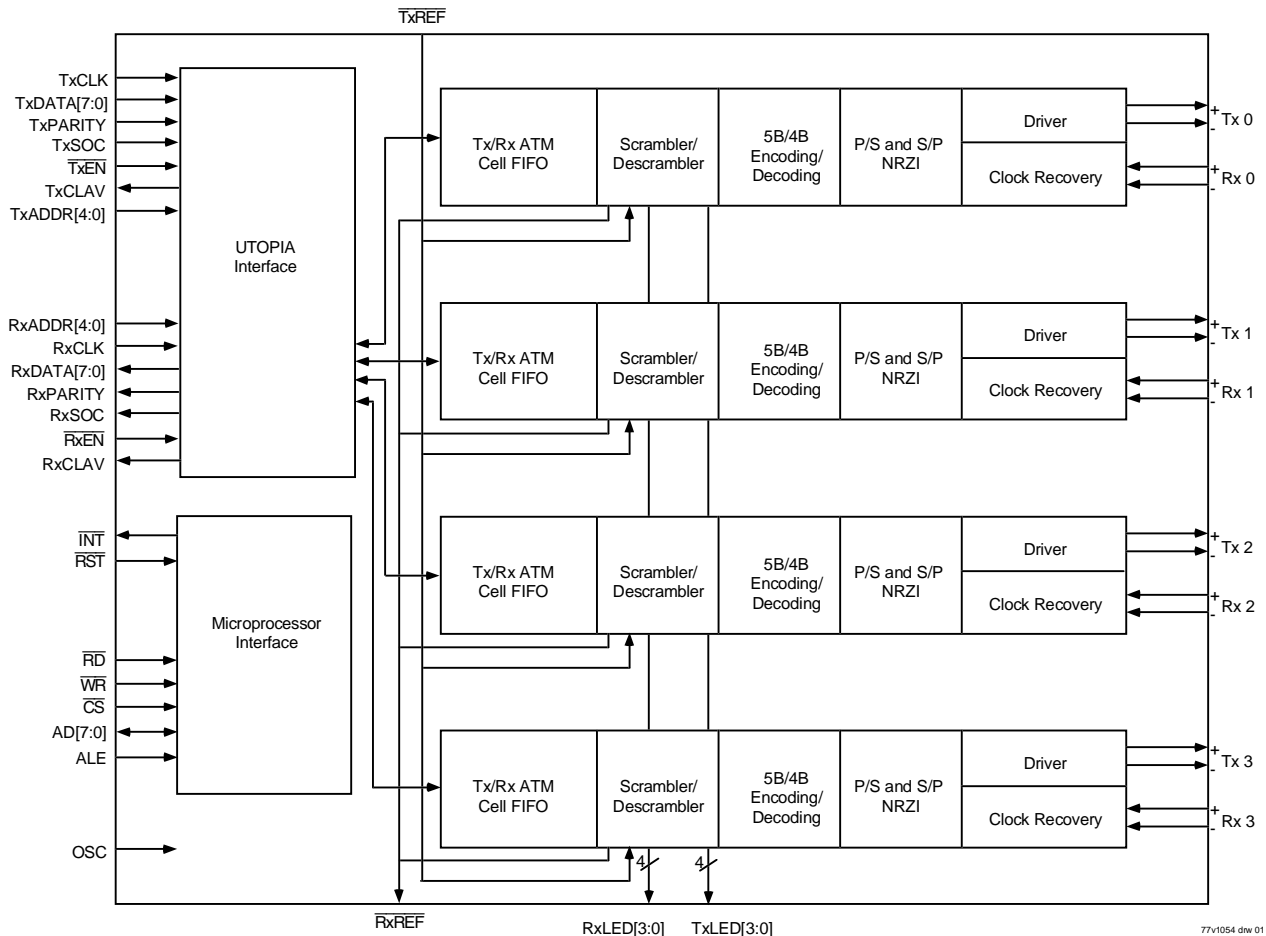 TxREF
TxCLK
TxDATA[7:0]
TxPARITY
TxSOC
TxEN
TxCLAV
TxADDR[4:0]
UTOPIA
Interface
RxADDR[4:0]
RxCLK
RxDATA[7:0]
RxPARITY
RxSOC
RxEN
RxCLAV
INT
RST
Microprocessor
Interface
RD
WR
CS
AD[7:0]
ALE
OSC
Tx/Rx ATM
Cell FIFO
Scrambler/
Descrambler
5B/4B
Encoding/
Decoding
P/S and S/P
NRZI
Driver
Clock Recovery
+
-
Tx 0
+
-
Rx 0
Tx/Rx ATM
Cell FIFO
Scrambler/
Descrambler
5B/4B
Encoding/
Decoding
P/S and S/P
NRZI
Driver
Clock Recovery
+
-
Tx 1
+
-
Rx 1
Tx/Rx ATM
Cell FIFO
Scrambler/
Descrambler
5B/4B
Encoding/
Decoding
P/S and S/P
NRZI
Driver
Clock Recovery
+
-
Tx 2
+
-
Rx 2
Tx/Rx ATM
Cell FIFO
Scrambler/
Descrambler
5B/4B
Encoding/
Decoding
P/S and S/P
NRZI
Driver
Clock Recovery
+
-
Tx 3
+
-
Rx 3
4
4
RxREF
RxLED[3:0]
TxLED[3:0]
77v1054 drw 01